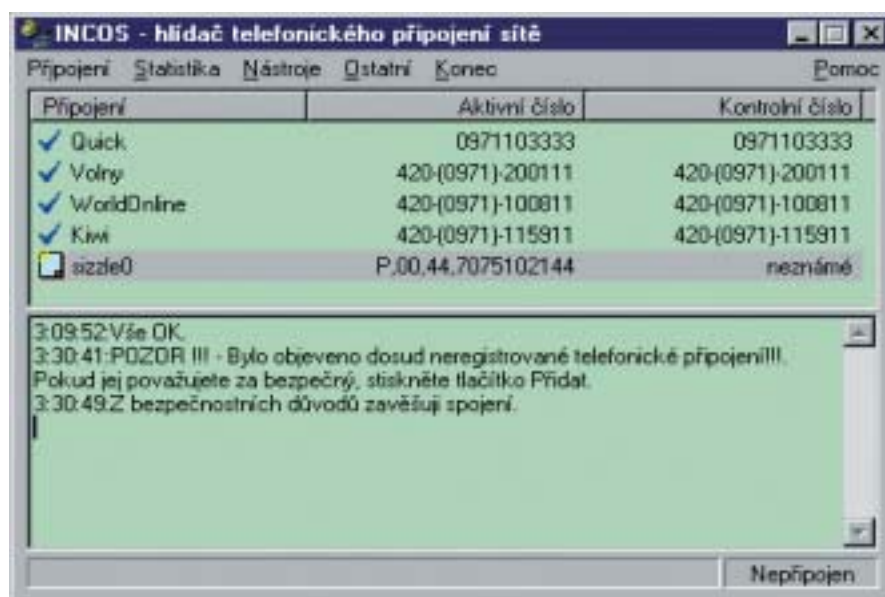 INCOS - hlídač telefonického připojení sítě
Připojení Statistika Nástroje Ostatní Konec Pomoc
Připojení Aktivní číslo Kontrolní číslo
Quick 0971103333 0971103333
Volny 420-(0971)-200111 420-(0971)-200111
WorldOnline 420-(0971)-100811 420-(0971)-100811
Kiwi 420-(0971)-115911 420-(0971)-115911
sizzle0 P,00,44,7075102144 neznámé
3:09:52:Vše OK.
3:30:41:POZOR !!! - Bylo objeveno dosud neregistrované telefonické připojení!!!.
Pokud jej považujete za bezpečný, stiskněte tlačítko Přidat.
3:30:49:Z bezpečnostních důvodů zavěšuji spojení.
Nepřipojen